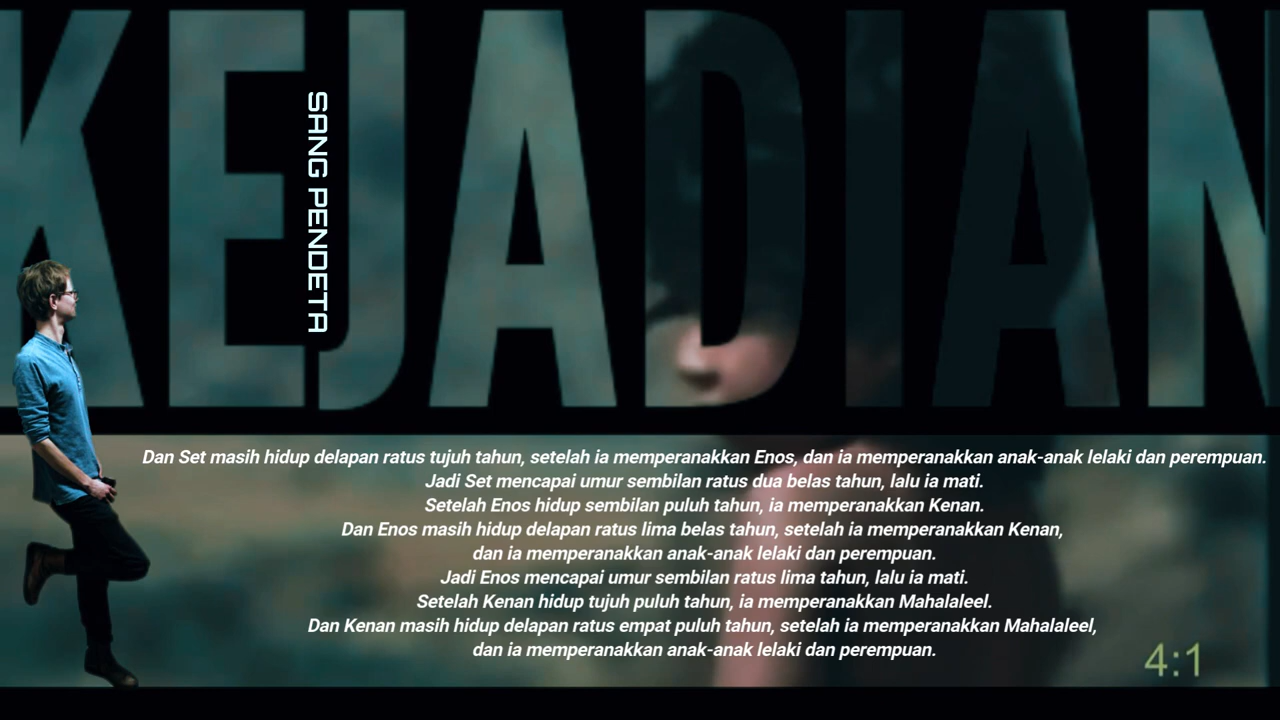 KEJADIAN
SANG PENDETA
Dan Set masih hidup delapan ratus tujuh tahun, setelah ia memperanakkan Enos, dan ia memperanakkan anak-anak lelaki dan perempuan.
Jadi Set mencapai umur sembilan ratus dua belas tahun, lalu ia mati.
Setelah Enos hidup sembilan puluh tahun, ia memperanakkan Kenan.
Dan Enos masih hidup delapan ratus lima belas tahun, setelah ia memperanakkan Kenan,
dan ia memperanakkan anak-anak lelaki dan perempuan.
Jadi Enos mencapai umur sembilan ratus lima tahun, lalu ia mati.
Setelah Kenan hidup tujuh puluh tahun, ia memperanakkan Mahalaleel.
Dan Kenan masih hidup delapan ratus empat puluh tahun, setelah ia memperanakkan Mahalaleel,
dan ia memperanakkan anak-anak lelaki dan perempuan.
4:1